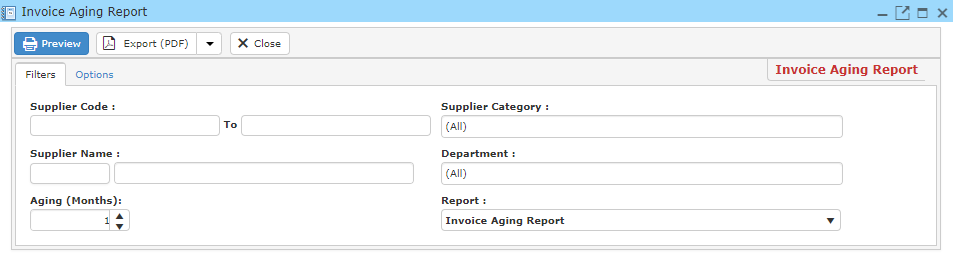 Invoice Aging Report
Preview Export (PDF) Close
Filters Options Invoice Aging Report
Supplier Code : Supplier Category :
To (All)
Supplier Name : Department :
(All)
Aging (Months): Report :
1 Invoice Aging Report